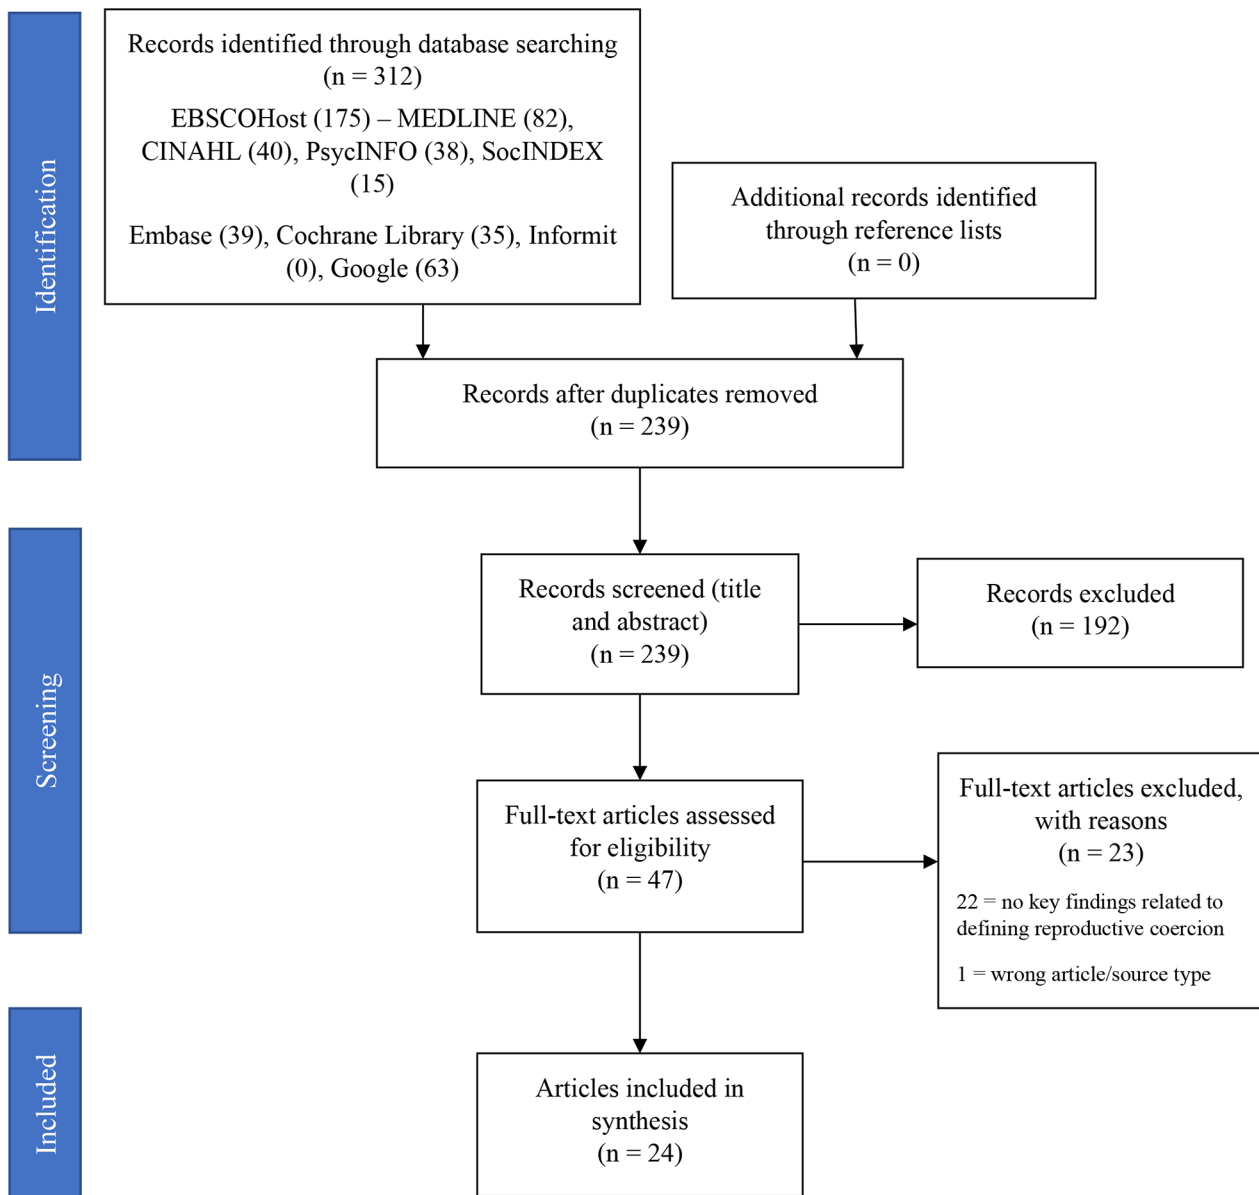 Identification
Records identified through database searching
(n = 312)
EBSCOHost (175) – MEDLINE (82),
CINAHL (40), PsycINFO (38), SocINDEX
(15)
Embase (39), Cochrane Library (35), Informit
(0), Google (63)
Additional records identified
through reference lists
(n = 0)
Records after duplicates removed
(n = 239)
Screening
Records screened (title
and abstract)
(n = 239)
Records excluded
(n = 192)
Full-text articles assessed
for eligibility
(n = 47)
Full-text articles excluded,
with reasons
(n = 23)
22 = no key findings related to
defining reproductive coercion
1 = wrong article/source type
Included
Articles included in
synthesis
(n = 24)